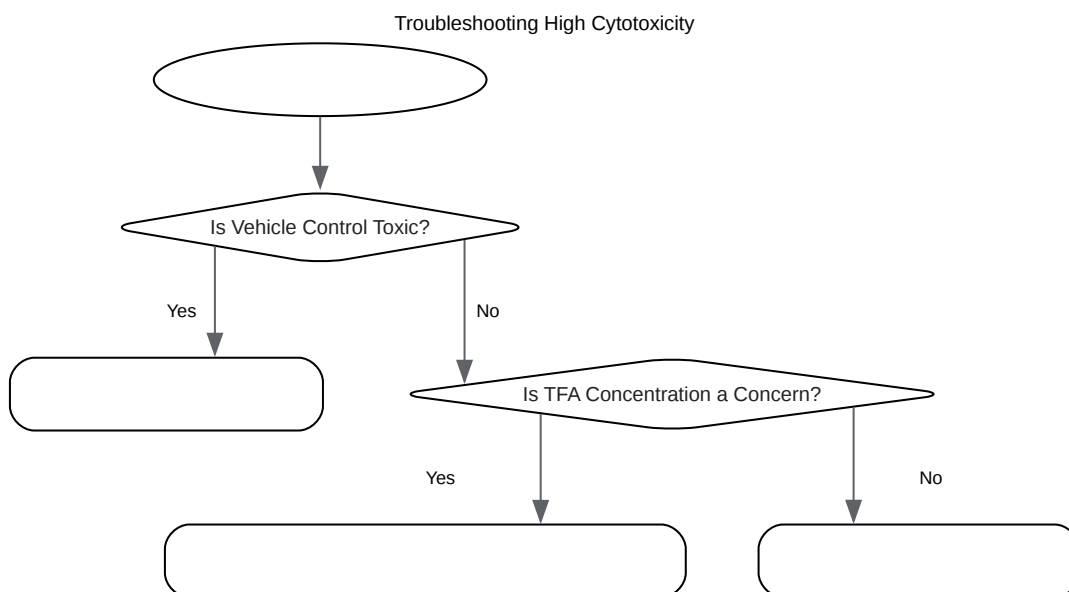 Troubleshooting High Cytotoxicity
Is Vehicle Control Toxic?
Yes
No
Is TFA Concentration a Concern?
Yes
No